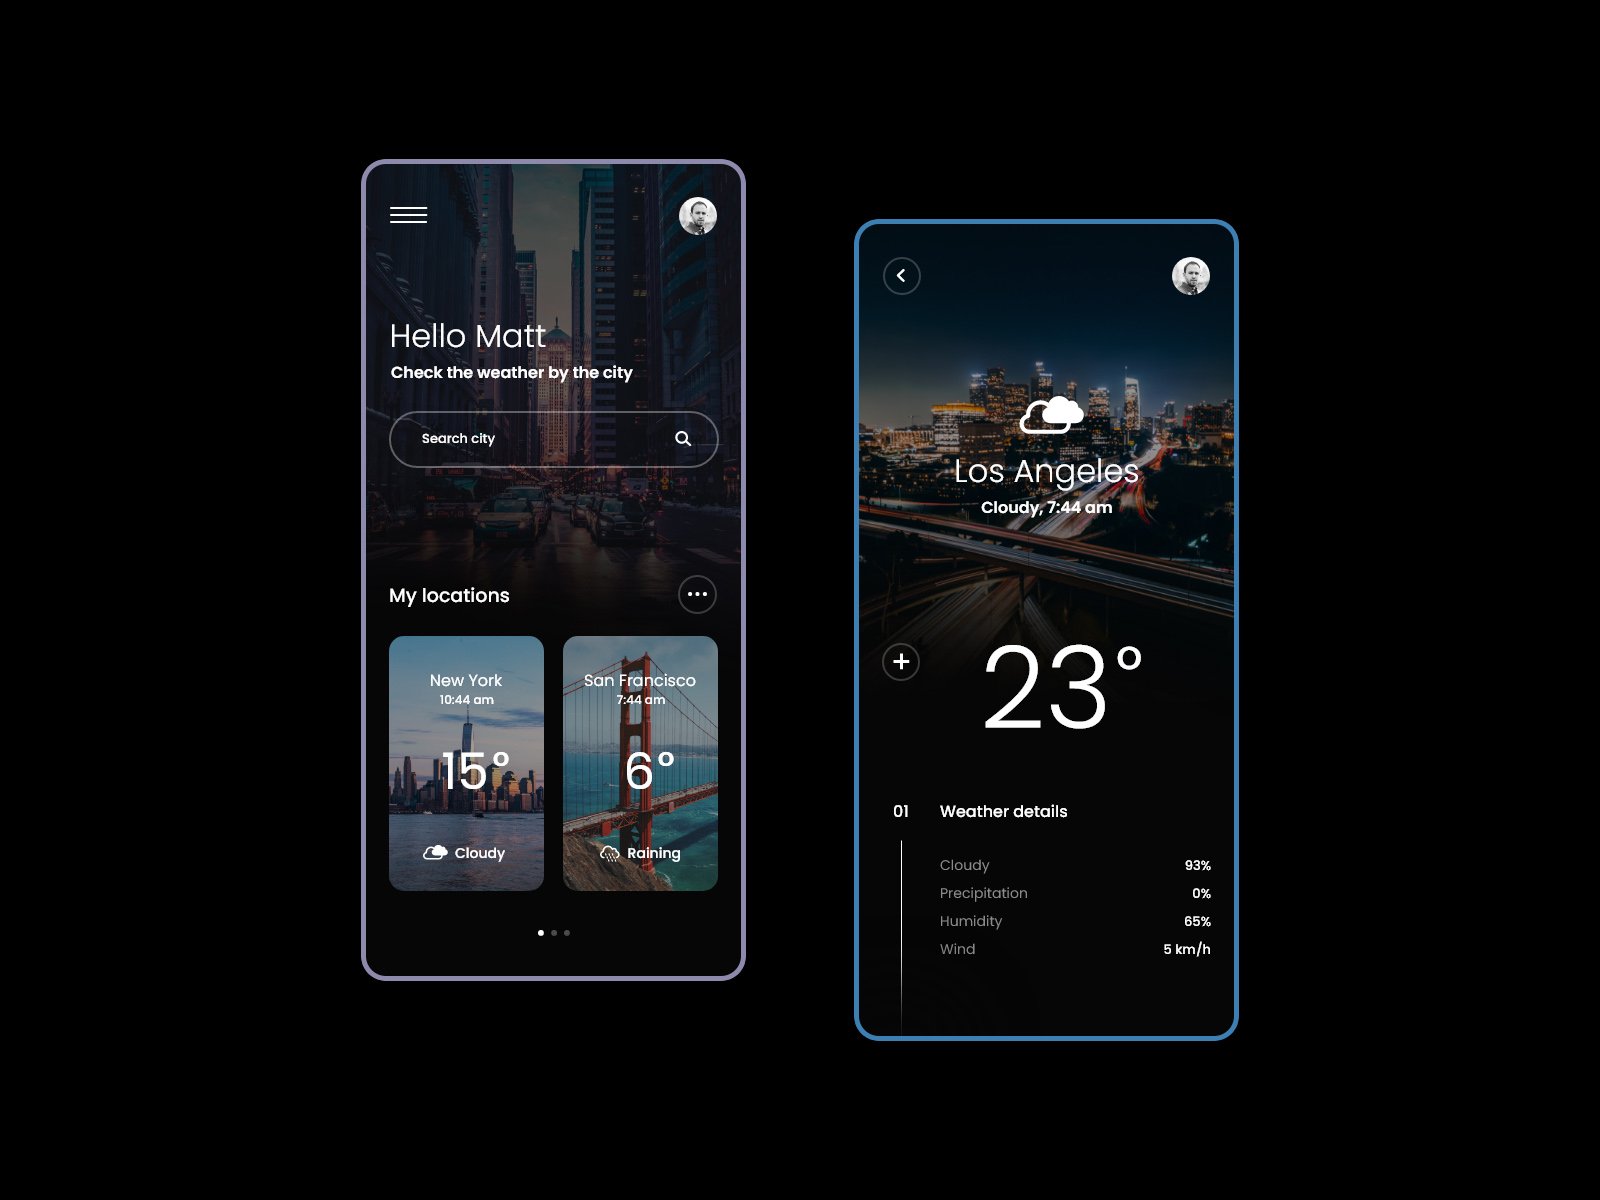 Hello Matt
Check the weather by the city
Search city
My locations
New York
10:44 am
15°
Cloudy
San Francisco
7:44 am
6°
Raining
Los Angeles
Cloudy, 7:44 am
23°
01 Weather details
Cloudy 93%
Precipitation 0%
Humidity 65%
Wind 5 km/h